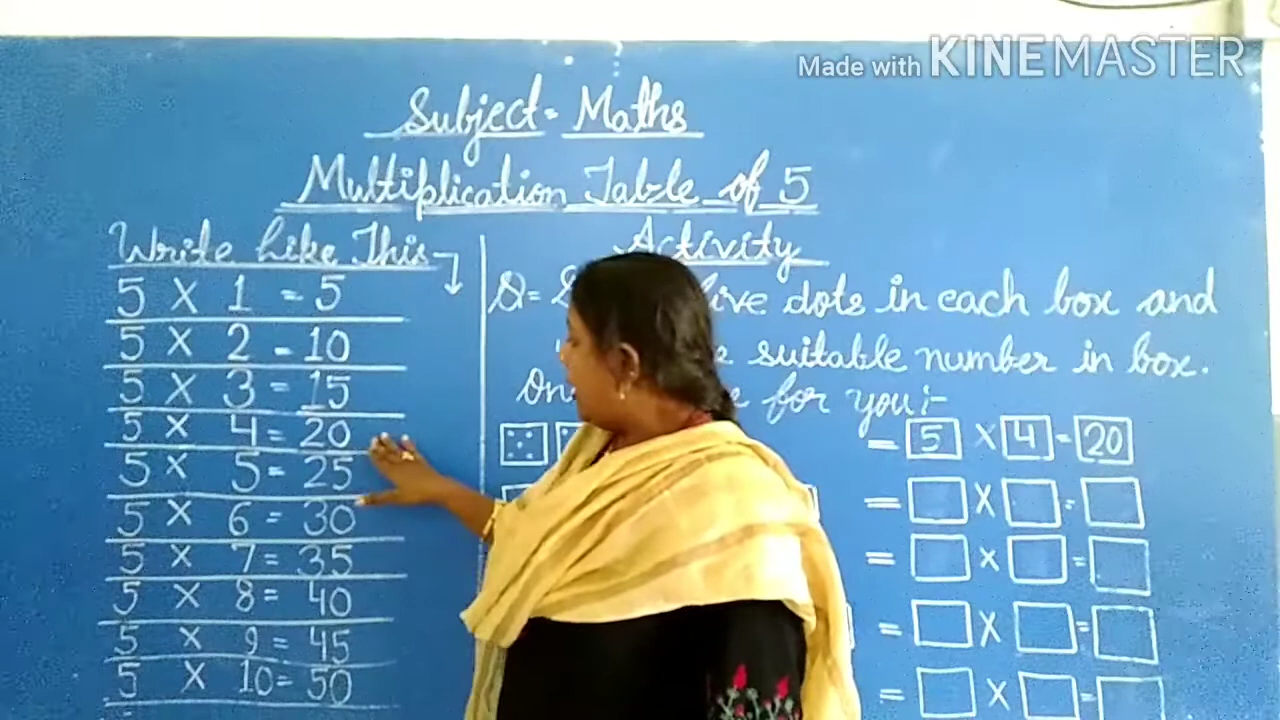 Made with KINEMASTER
Subject = Maths
Multiplication Table of 5
Write Like This
5 X 1 = 5
5 X 2 = 10
5 X 3 = 15
5 X 4 = 20
5 X 5 = 25
5 X 6 = 30
5 X 7 = 35
5 X 8 = 40
5 X 9 = 45
5 X 10 = 50
Activity
Q = five dots in each box and
suitable number in box.
for you:-
= 5 X 4 = 20
= X =
= X =
= X =
= X =